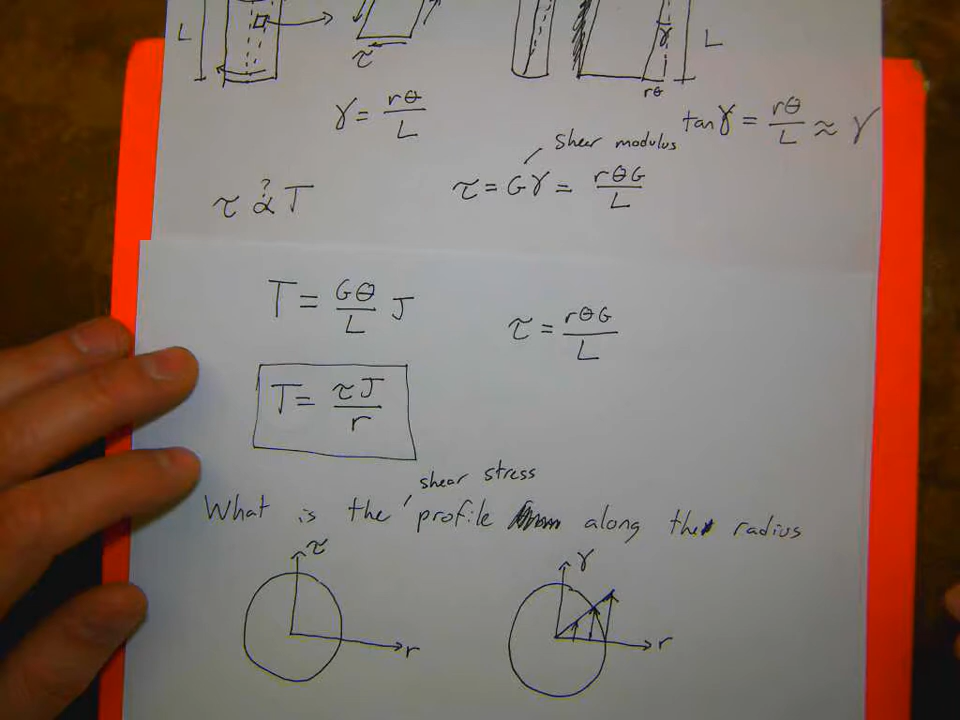 L
τ
γ
L
rθ
γ = rθ/L
tanγ = rθ/L ≈ γ
shear modulus
τ = Gγ = rθG/L
?
τ α T
T = Gθ/L J
τ = rθG/L
T = τJ/r
shear stress
What is the profile along the radius
τ
r
γ
r